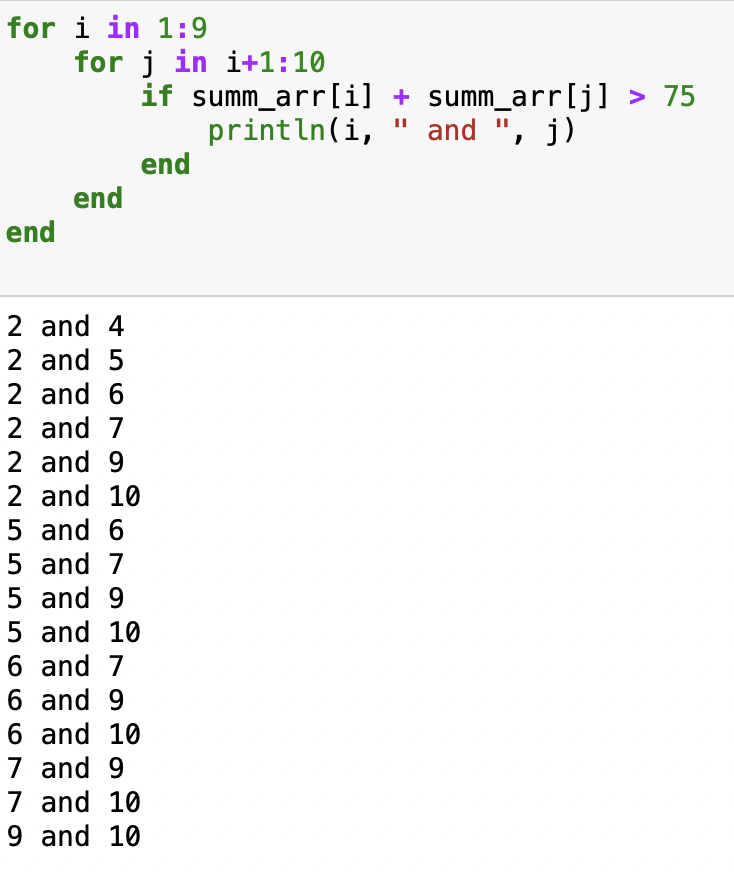 for i in 1:9
    for j in i+1:10
        if summ_arr[i] + summ_arr[j] > 75
            println(i, " and ", j)
        end
    end
end
2 and 4
2 and 5
2 and 6
2 and 7
2 and 9
2 and 10
5 and 6
5 and 7
5 and 9
5 and 10
6 and 7
6 and 9
6 and 10
7 and 9
7 and 10
9 and 10